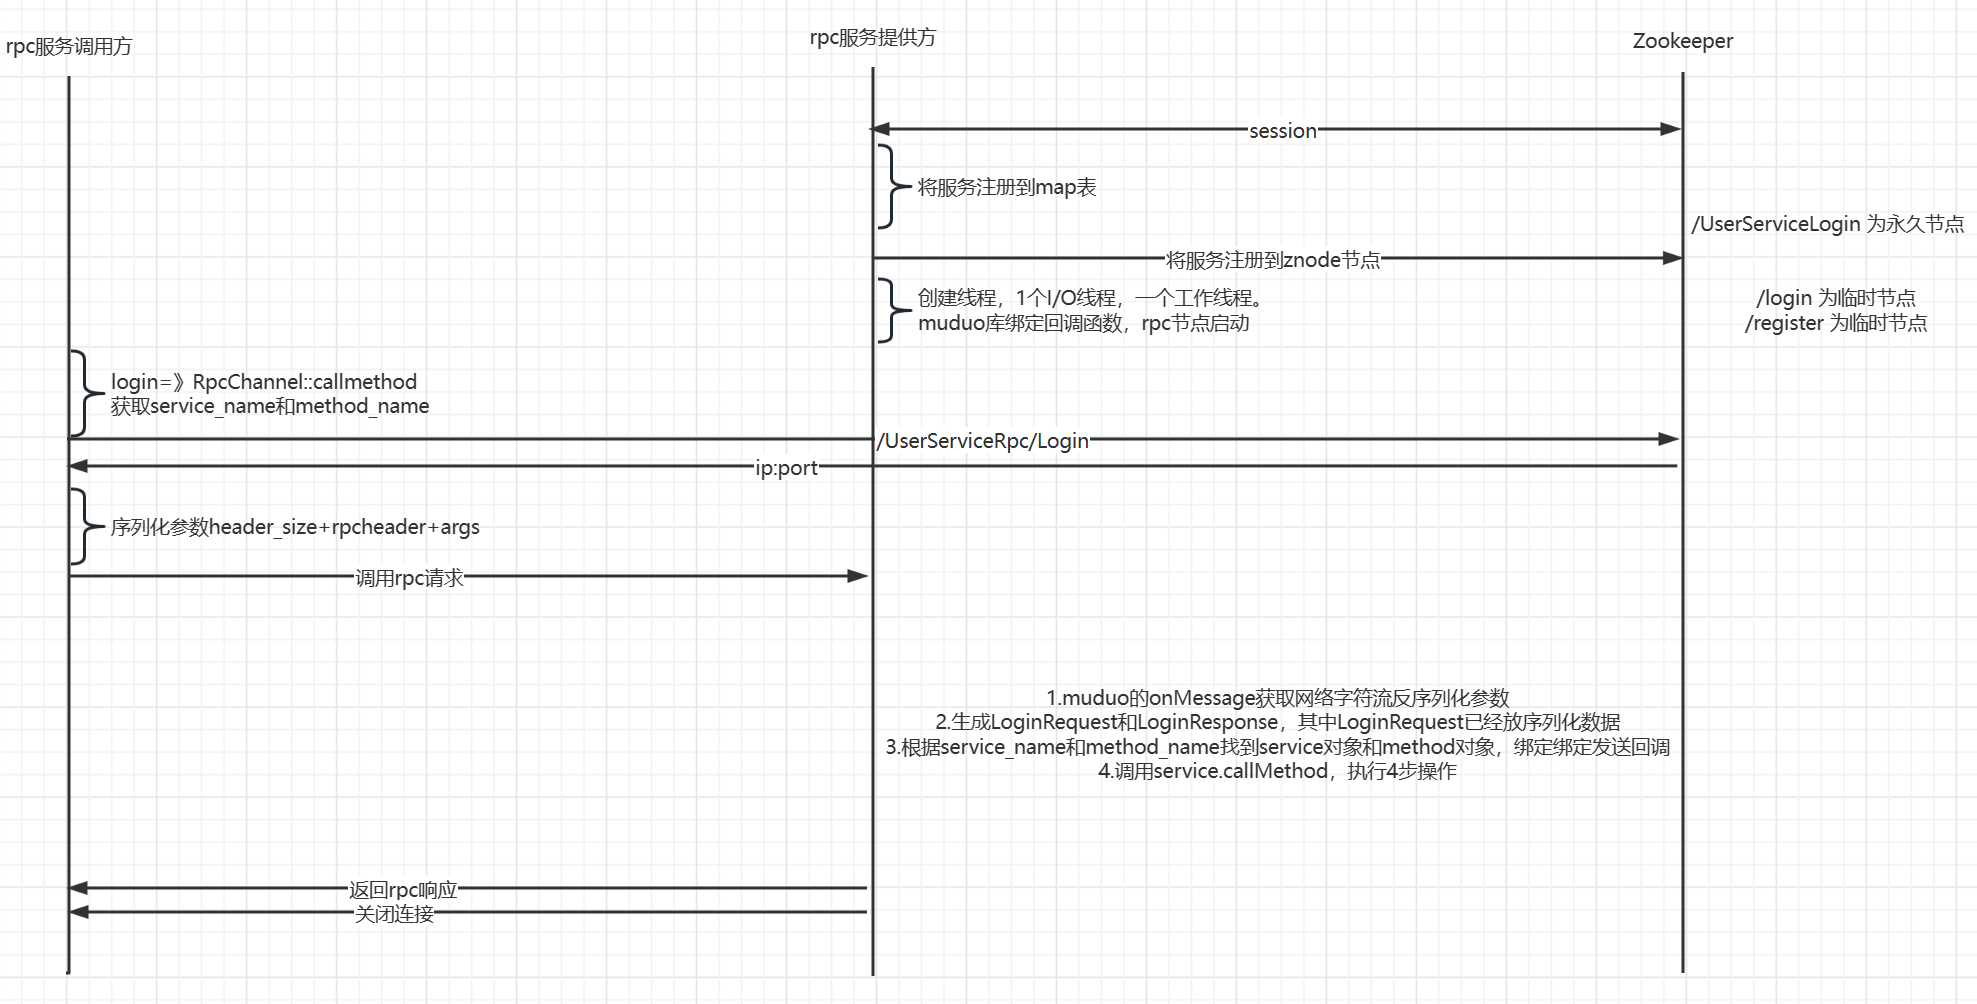 rpc服务调用方
rpc服务提供方
Zookeeper
session
将服务注册到map表
/UserServiceLogin 为永久节点
将服务注册到znode节点
创建线程，1个I/O线程，一个工作线程。
muduo库绑定回调函数，rpc节点启动
/login 为临时节点
/register 为临时节点
login=》RpcChannel::callmethod
获取service_name和method_name
/UserServiceRpc/Login
ip:port
序列化参数header_size+rpcheader+args
调用rpc请求
1.muduo的onMessage获取网络字符流反序列化参数
2.生成LoginRequest和LoginResponse，其中LoginRequest已经放序列化数据
3.根据service_name和method_name找到service对象和method对象，绑定绑定发送回调
4.调用service.callMethod，执行4步操作
返回rpc响应
关闭连接